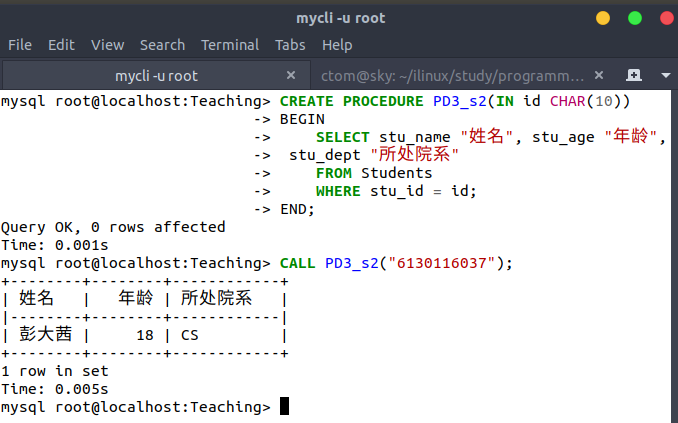 mycli -u root
File Edit View Search Terminal Tabs Help
mycli -u root × ctom@sky: ~/ilinux/study/programm… ×
mysql root@localhost:Teaching> CREATE PROCEDURE PD3_s2(IN id CHAR(10))
-> BEGIN
-> SELECT stu_name "姓名", stu_age "年龄",
-> stu_dept "所处院系"
-> FROM Students
-> WHERE stu_id = id;
-> END;
Query OK, 0 rows affected
Time: 0.001s
mysql root@localhost:Teaching> CALL PD3_s2("6130116037");
+--------+--------+------------+
| 姓名 | 年龄 | 所处院系 |
|--------+--------+------------|
| 彭大茜 | 18 | CS |
+--------+--------+------------+
1 row in set
Time: 0.005s
mysql root@localhost:Teaching>